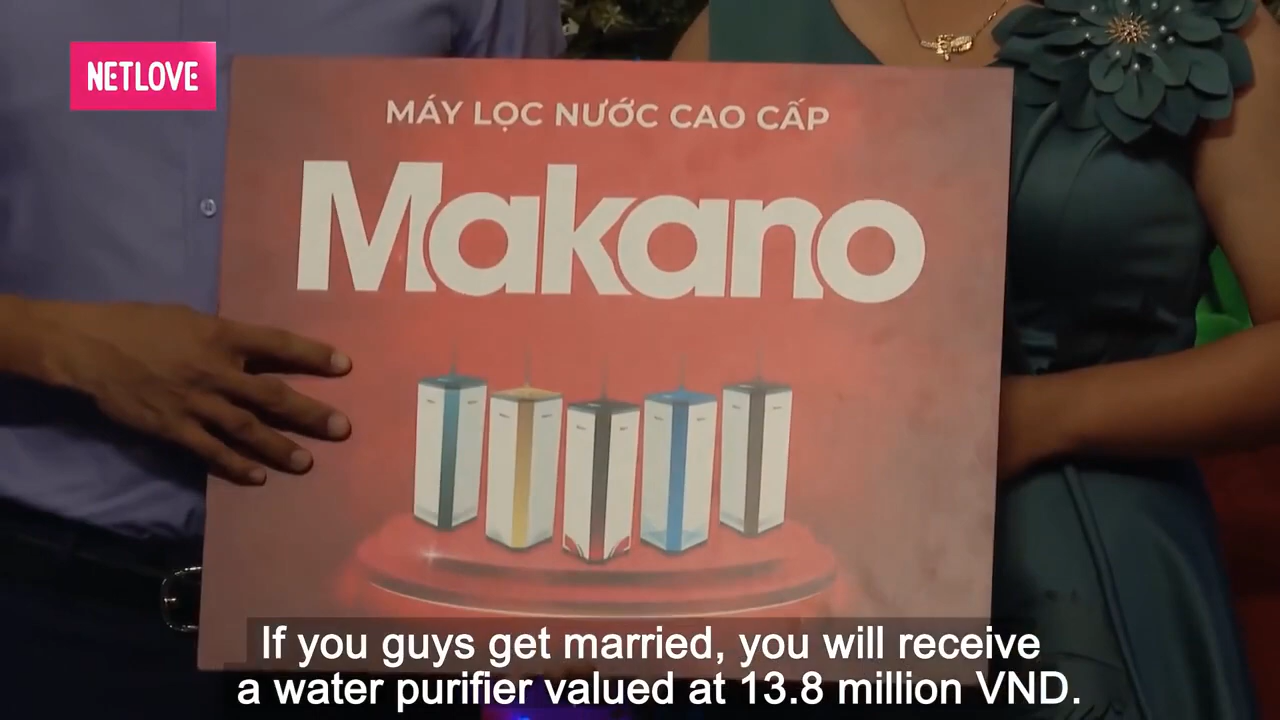 NETLOVE
MÁY LỌC NƯỚC CAO CẤP
Makano
If you guys get married, you will receive
a water purifier valued at 13.8 million VND.